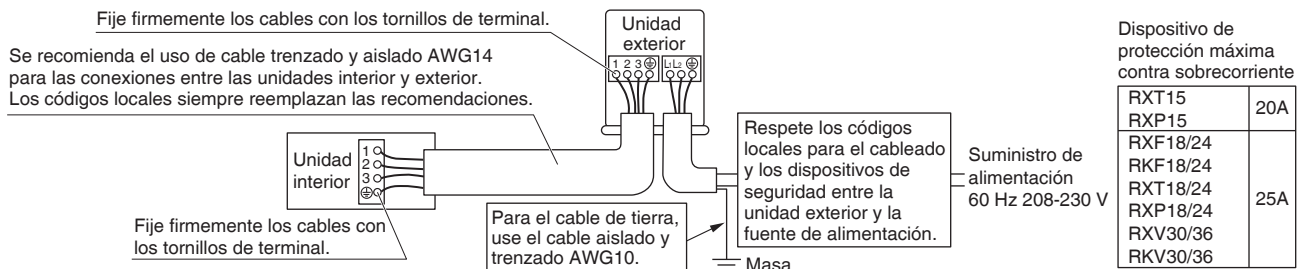 Fije firmemente los cables con los tornillos de terminal.
Se recomienda el uso de cable trenzado y aislado AWG14
para las conexiones entre las unidades interior y exterior.
Los códigos locales siempre reemplazan las recomendaciones.
Unidad
exterior
1 2 3
L1 L2
Unidad
interior
1
2
3
Fije firmemente los cables con
los tornillos de terminal.
Para el cable de tierra,
use el cable aislado y
trenzado AWG10.
Masa
Respete los códigos
locales para el cableado
y los dispositivos de
seguridad entre la
unidad exterior y la
fuente de alimentación.
Suministro de
alimentación
60 Hz 208-230 V
Dispositivo de
protección máxima
contra sobrecorriente
RXT15
RXP15
20A
RXF18/24
RKF18/24
RXT18/24
RXP18/24
RXV30/36
RKV30/36
25A